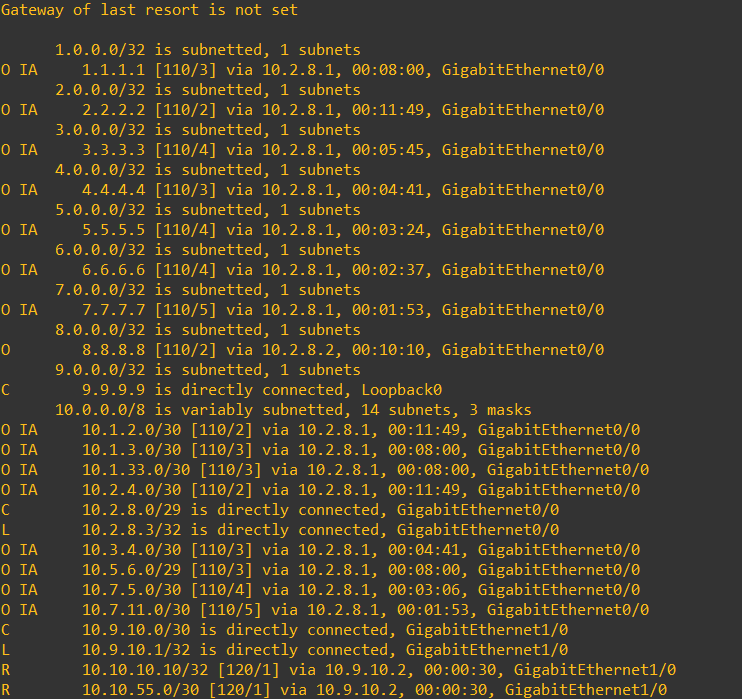 Gateway of last resort is not set
1.0.0.0/32 is subnetted, 1 subnets
O IA 1.1.1.1 [110/3] via 10.2.8.1, 00:08:00, GigabitEthernet0/0
2.0.0.0/32 is subnetted, 1 subnets
O IA 2.2.2.2 [110/2] via 10.2.8.1, 00:11:49, GigabitEthernet0/0
3.0.0.0/32 is subnetted, 1 subnets
O IA 3.3.3.3 [110/4] via 10.2.8.1, 00:05:45, GigabitEthernet0/0
4.0.0.0/32 is subnetted, 1 subnets
O IA 4.4.4.4 [110/3] via 10.2.8.1, 00:04:41, GigabitEthernet0/0
5.0.0.0/32 is subnetted, 1 subnets
O IA 5.5.5.5 [110/4] via 10.2.8.1, 00:03:24, GigabitEthernet0/0
6.0.0.0/32 is subnetted, 1 subnets
O IA 6.6.6.6 [110/4] via 10.2.8.1, 00:02:37, GigabitEthernet0/0
7.0.0.0/32 is subnetted, 1 subnets
O IA 7.7.7.7 [110/5] via 10.2.8.1, 00:01:53, GigabitEthernet0/0
8.0.0.0/32 is subnetted, 1 subnets
O 8.8.8.8 [110/2] via 10.2.8.2, 00:10:10, GigabitEthernet0/0
9.0.0.0/32 is subnetted, 1 subnets
C 9.9.9.9 is directly connected, Loopback0
10.0.0.0/8 is variably subnetted, 14 subnets, 3 masks
O IA 10.1.2.0/30 [110/2] via 10.2.8.1, 00:11:49, GigabitEthernet0/0
O IA 10.1.3.0/30 [110/3] via 10.2.8.1, 00:08:00, GigabitEthernet0/0
O IA 10.1.33.0/30 [110/3] via 10.2.8.1, 00:08:00, GigabitEthernet0/0
O IA 10.2.4.0/30 [110/2] via 10.2.8.1, 00:11:49, GigabitEthernet0/0
C 10.2.8.0/29 is directly connected, GigabitEthernet0/0
L 10.2.8.3/32 is directly connected, GigabitEthernet0/0
O IA 10.3.4.0/30 [110/3] via 10.2.8.1, 00:04:41, GigabitEthernet0/0
O IA 10.5.6.0/29 [110/3] via 10.2.8.1, 00:08:00, GigabitEthernet0/0
O IA 10.7.5.0/30 [110/4] via 10.2.8.1, 00:03:06, GigabitEthernet0/0
O IA 10.7.11.0/30 [110/5] via 10.2.8.1, 00:01:53, GigabitEthernet0/0
C 10.9.10.0/30 is directly connected, GigabitEthernet1/0
L 10.9.10.1/32 is directly connected, GigabitEthernet1/0
R 10.10.10.10/32 [120/1] via 10.9.10.2, 00:00:30, GigabitEthernet1/0
R 10.10.55.0/30 [120/1] via 10.9.10.2, 00:00:30, GigabitEthernet1/0